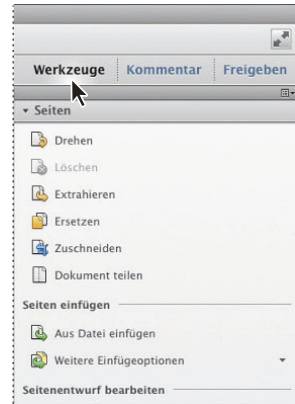 Werkzeuge Kommentar Freigeben
Seiten
Drehen
Löschen
Extrahieren
Ersetzen
Zuschneiden
Dokument teilen
Seiten einfügen
Aus Datei einfügen
Weitere Einfügeoptionen
Seitenentwurf bearbeiten